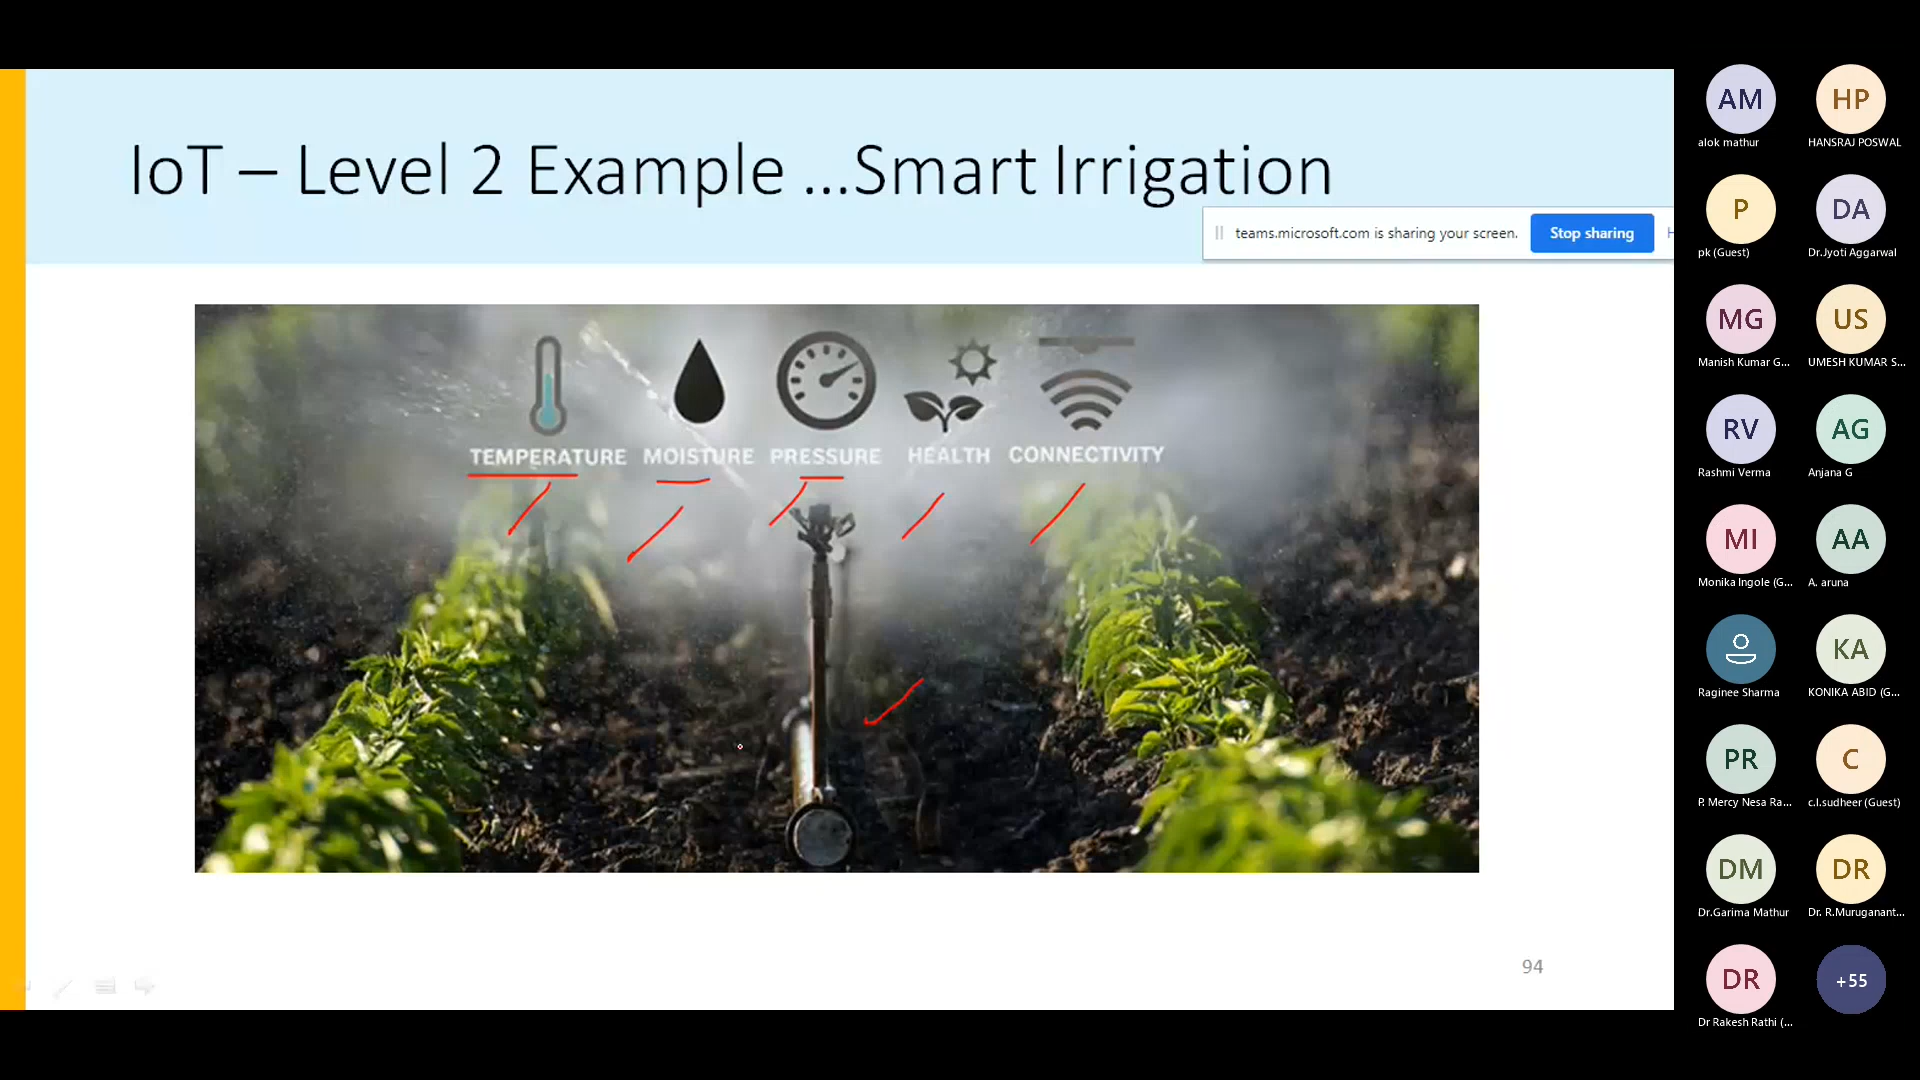 IoT – Level 2 Example ...Smart Irrigation
teams.microsoft.com is sharing your screen.
Stop sharing
TEMPERATURE MOISTURE PRESSURE HEALTH CONNECTIVITY
94
AM HP
alok mathur HANSRAJ POSWAL
P DA
pk (Guest) Dr.Jyoti Aggarwal
MG US
Manish Kumar G... UMESH KUMAR S...
RV AG
Rashmi Verma Anjana G
MI AA
Monika Ingole (G... A. aruna
KA
Raginee Sharma KONIKA ABID (G...
PR C
P. Mercy Nesa Ra... c.l.sudheer (Guest)
DM DR
Dr.Garima Mathur Dr. R.Muruganant...
DR +55
Dr Rakesh Rathi (...